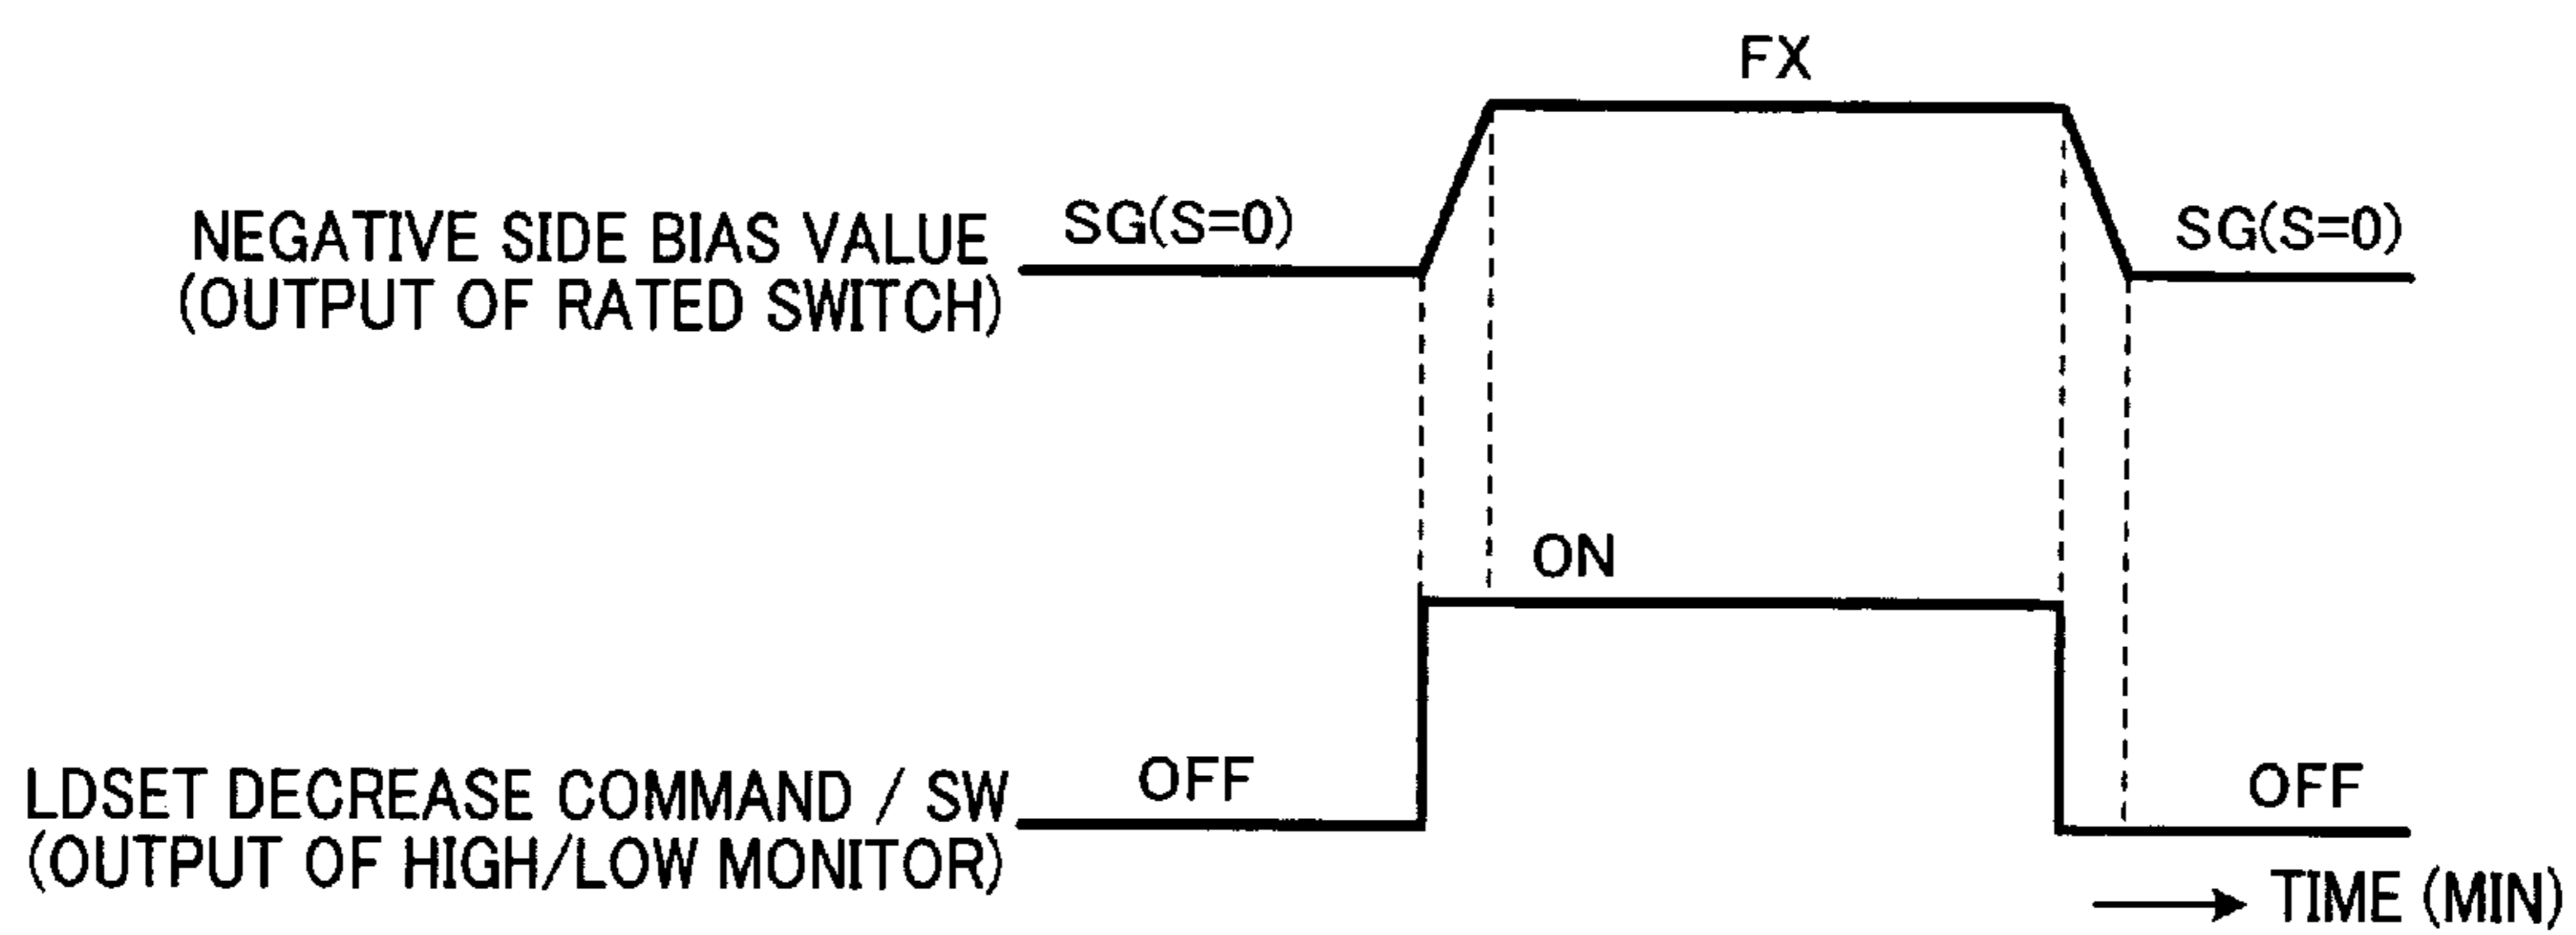 FX
SG(S=0)
SG(S=0)
NEGATIVE SIDE BIAS VALUE
(OUTPUT OF RATED SWITCH)
ON
OFF
OFF
LDSET DECREASE COMMAND / SW
(OUTPUT OF HIGH/LOW MONITOR)
TIME (MIN)